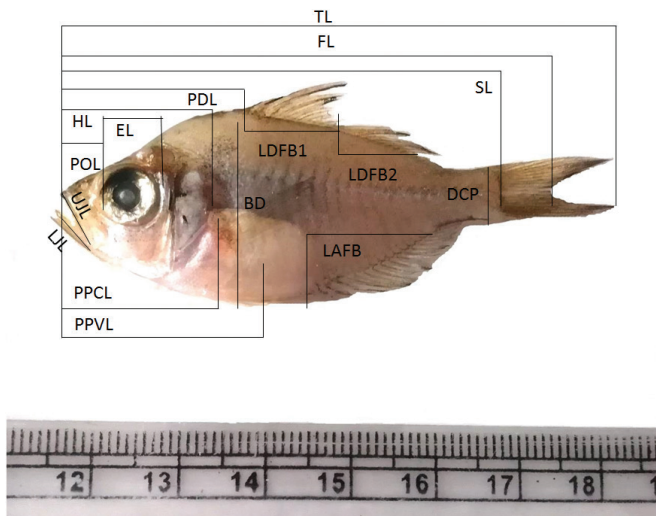 TL
FL
SL
PDL
HL
EL
POL
LDFB1
LDFB2
UJL
BD
DCP
LJL
LAFB
PPCL
PPVL
12 13 14 15 16 17 18